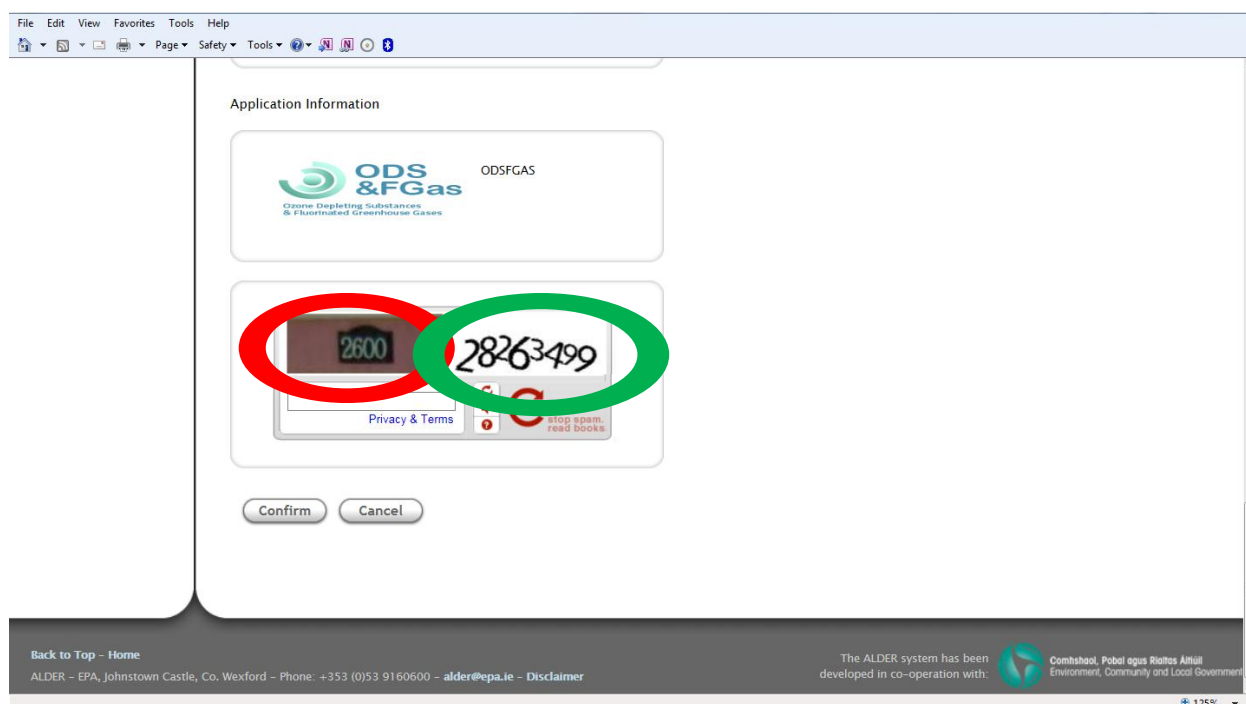 File Edit View Favorites Tools Help
Page Safety Tools
Application Information
ODS
&FGas
Ozone Depleting Substances
& Fluorinated Greenhouse Gases
ODSFGAS
2600
28263499
Privacy & Terms
stop spam.
read books.
Confirm Cancel
Back to Top - Home
ALDER - EPA, Johnstown Castle, Co. Wexford - Phone: +353 (0)53 9160600 - alder@epa.ie - Disclaimer
The ALDER system has been
developed in co-operation with:
Comhshaol, Pobal agus Rialtas Áitiúil
Environment, Community and Local Government
125%